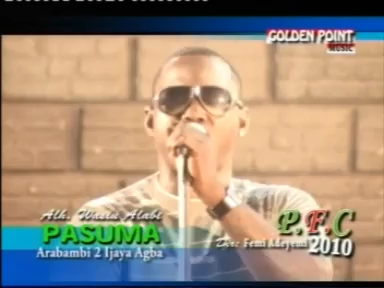 GOLDEN POINT
MUSIC
Alh. Wasiu Alabi
PASUMA
Arabambi 2 Ijaya Agba
P.F.C
Dir: Femi Adeyemi
2010